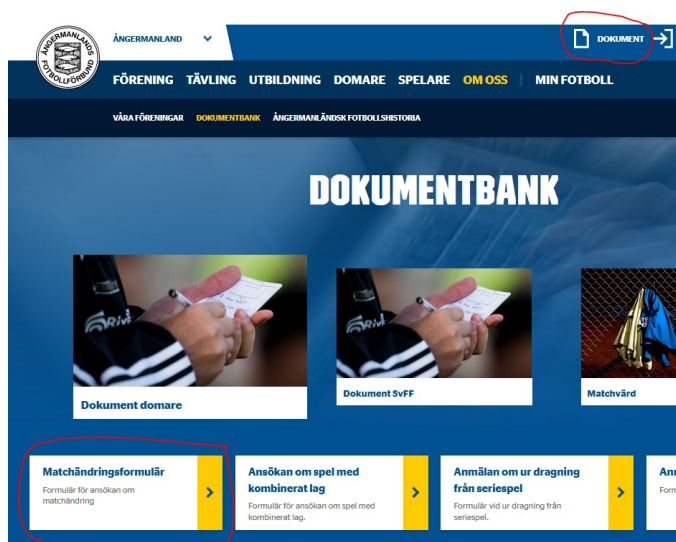 ÅNGERMANLANDS
FOTBOLLFÖRBUND
ÅNGERMANLAND
DOKUMENT
FÖRENING TÄVLING UTBILDNING DOMARE SPELARE OM OSS MIN FOTBOLL
VÅRA FÖRENINGAR DOKUMENTBANK ÅNGERMANLÄNDSK FOTBOLLSHISTORIA
DOKUMENTBANK
Dokument domare
Dokument SvFF
Matchvärd
Matchändringsformulär
Formulär för ansökan om
matchändring
Ansökan om spel med
kombinerat lag
Formulär för ansökan om spel med
kombinerat lag.
Anmälan om ur dragning
från seriespel
Formulär vid ur dragning från
seriespel.